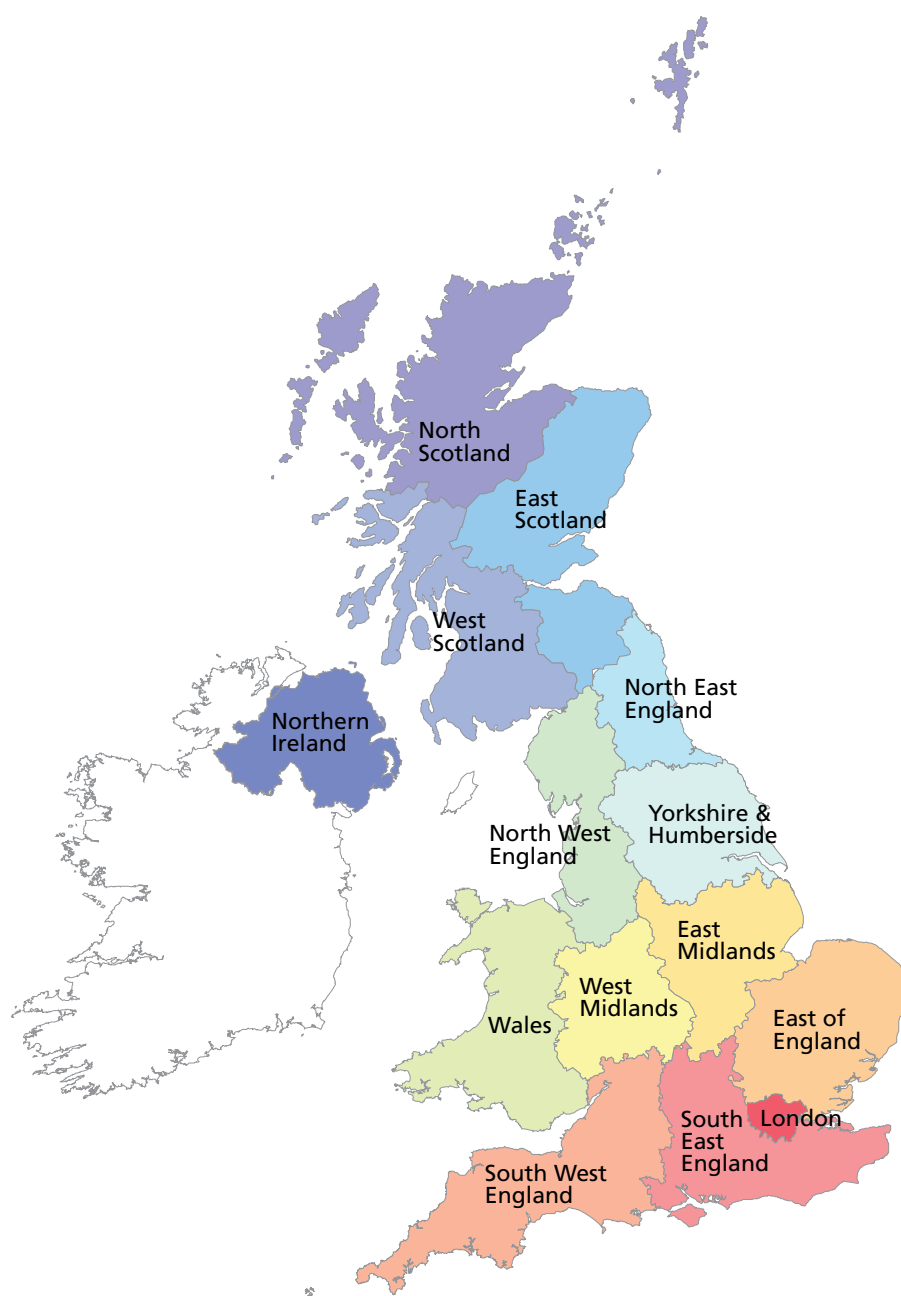 North
Scotland
East
Scotland
West
Scotland
North East
England
Northern
Ireland
Yorkshire &
Humberside
North West
England
East
Midlands
West
Midlands
Wales
East of
England
London
South
East
England
South West
England